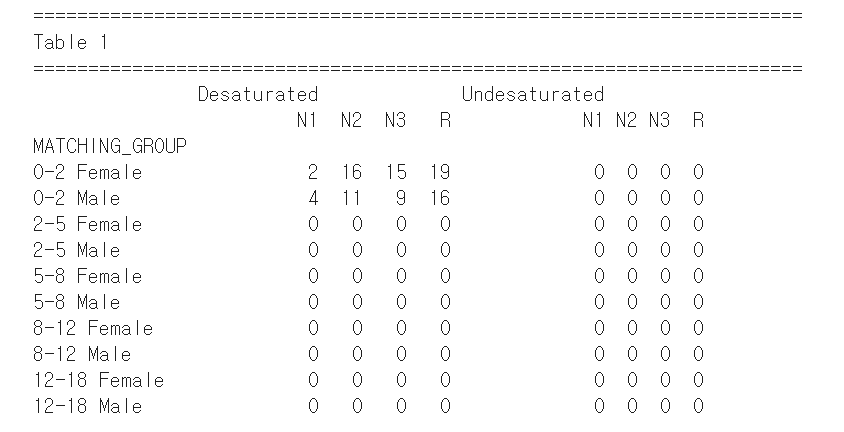 ======================================================================
Table 1
======================================================================
Desaturated Undesaturated
N1 N2 N3 R N1 N2 N3 R
MATCHING_GROUP
0-2 Female 2 16 15 19 0 0 0 0
0-2 Male 4 11 9 16 0 0 0 0
2-5 Female 0 0 0 0 0 0 0 0
2-5 Male 0 0 0 0 0 0 0 0
5-8 Female 0 0 0 0 0 0 0 0
5-8 Male 0 0 0 0 0 0 0 0
8-12 Female 0 0 0 0 0 0 0 0
8-12 Male 0 0 0 0 0 0 0 0
12-18 Female 0 0 0 0 0 0 0 0
12-18 Male 0 0 0 0 0 0 0 0